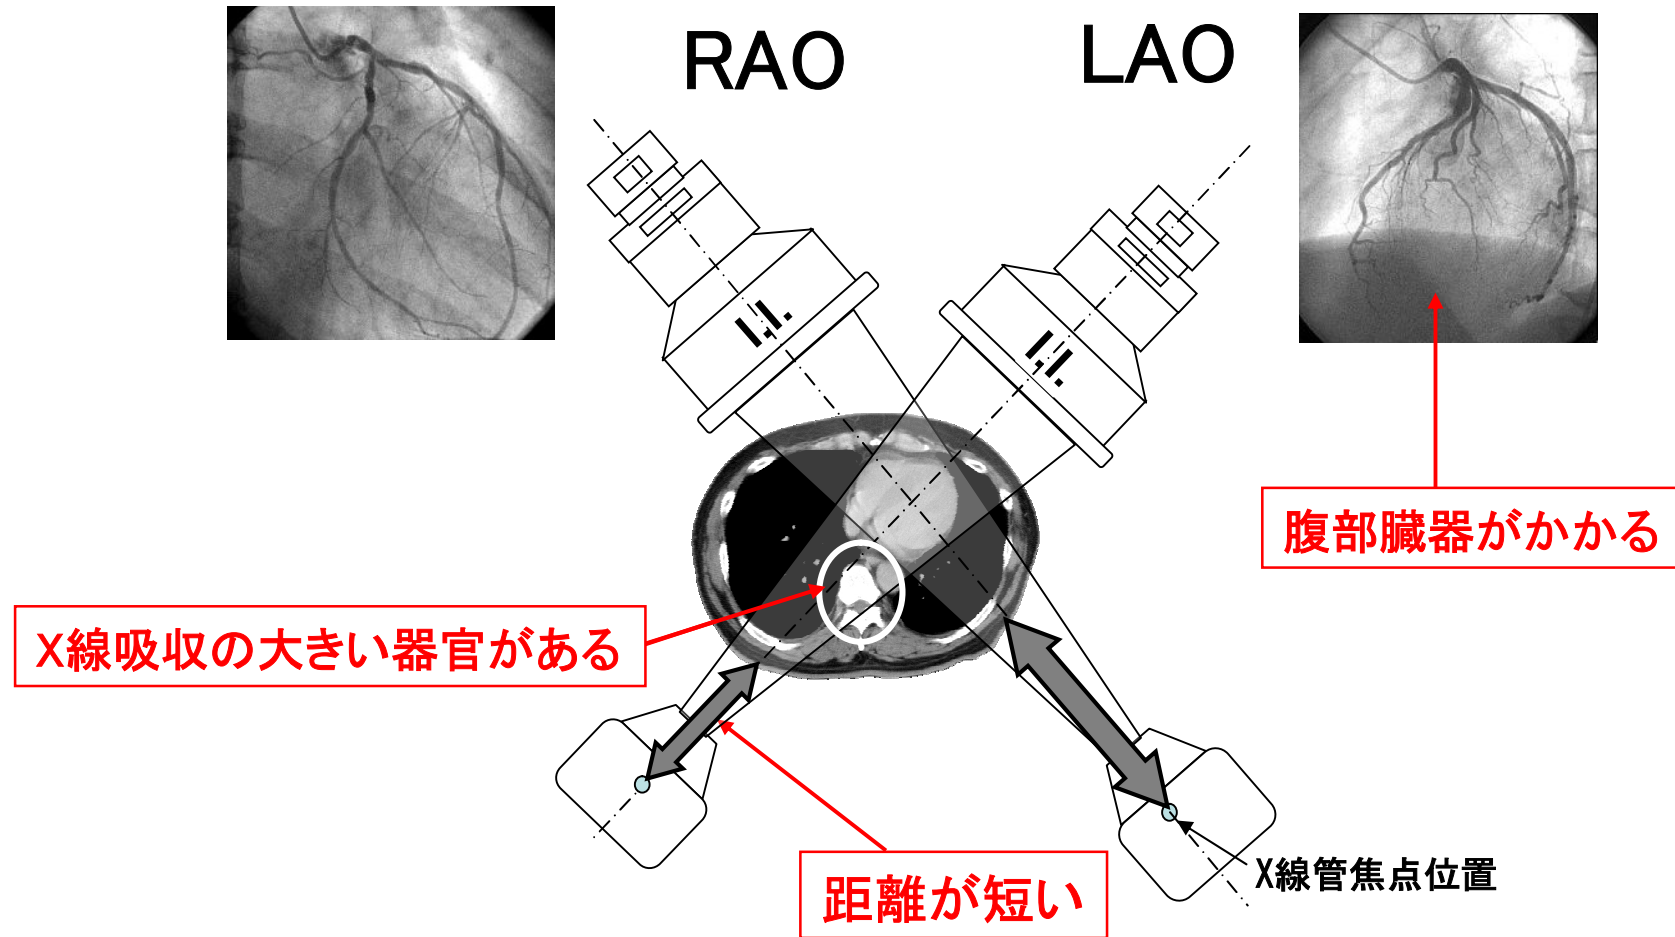 RAO
LAO
I.I.
I.I.
腹部臓器がかかる
X線吸収の大きい器官がある
距離が短い
X線管焦点位置